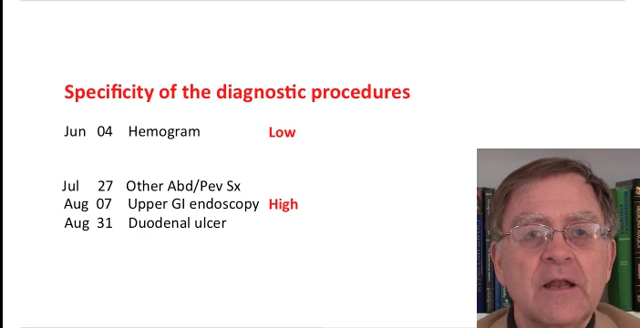 Specificity of the diagnostic procedures
Jun 04 Hemogram Low
Jul 27 Other Abd/Pev Sx
Aug 07 Upper GI endoscopy High
Aug 31 Duodenal ulcer